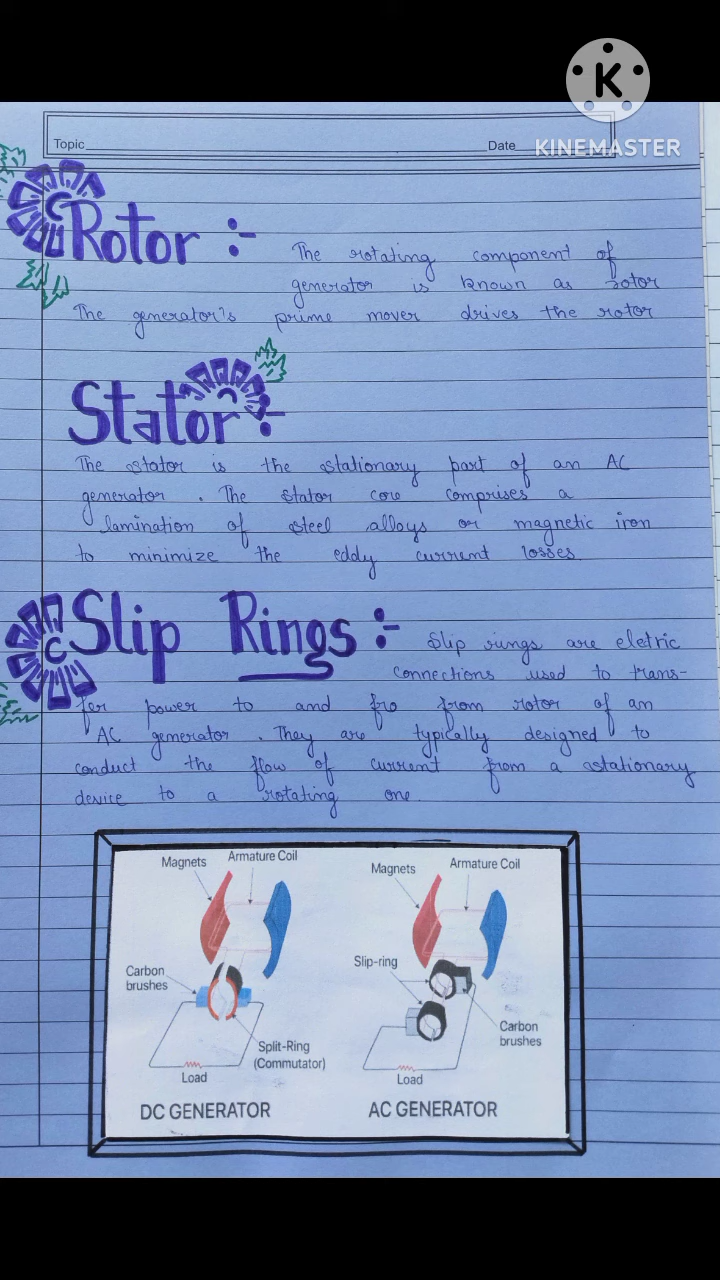 K
KINEMASTER
Topic
Date
Rotor :-
The rotating component of
generator is known as rotor
The generator's prime mover drives the rotor
Stator :-
The stator is the stationary part of an AC
generator . The stator core comprises a
lamination of steel alloys or magnetic iron
to minimize the eddy current losses
Slip Rings :-
Slip rings are eletric
connections used to trans-
fer power to and fro from rotor of an
AC generator . They are typically designed to
conduct the flow of current from a astationary
device to a rotating one.
Magnets
Armature Coil
Carbon
brushes
Split-Ring
(Commutator)
Load
DC GENERATOR
Magnets
Armature Coil
Slip-ring
Carbon
brushes
Load
AC GENERATOR